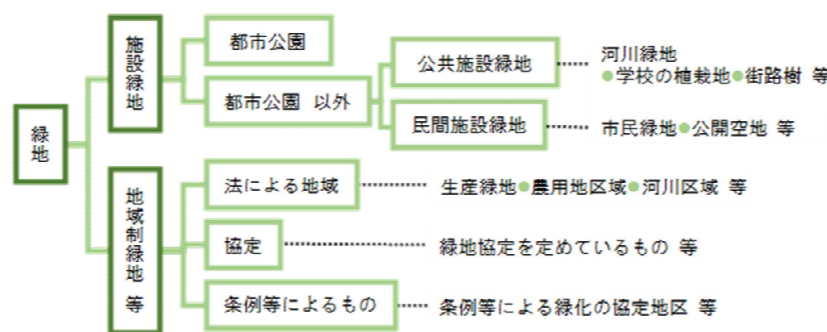 緑地
施設緑地
都市公園
都市公園 以外
公共施設緑地
河川緑地
●学校の植栽地●街路樹 等
民間施設緑地
市民緑地●公開空地 等
地域制緑地 等
法による地域
生産緑地●農用地区域●河川区域 等
協定
緑地協定を定めているもの 等
条例等によるもの
条例等による緑化の協定地区 等